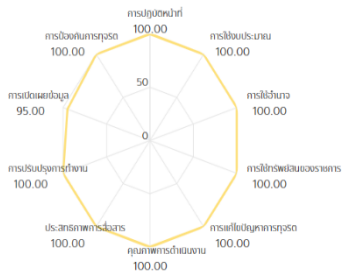 การปฏิบัติหน้าที่
100.00
การป้องกันการทุจริต
100.00
การใช้งบประมาณ
100.00
การเปิดเผยข้อมูล
95.00
50
การใช้อำนาจ
100.00
0
การปรับปรุงการทำงาน
100.00
การใช้ทรัพย์สินของราชการ
100.00
ประสิทธิภาพการสื่อสาร
100.00
การแก้ไขปัญหาการทุจริต
100.00
คุณภาพการดำเนินงาน
100.00